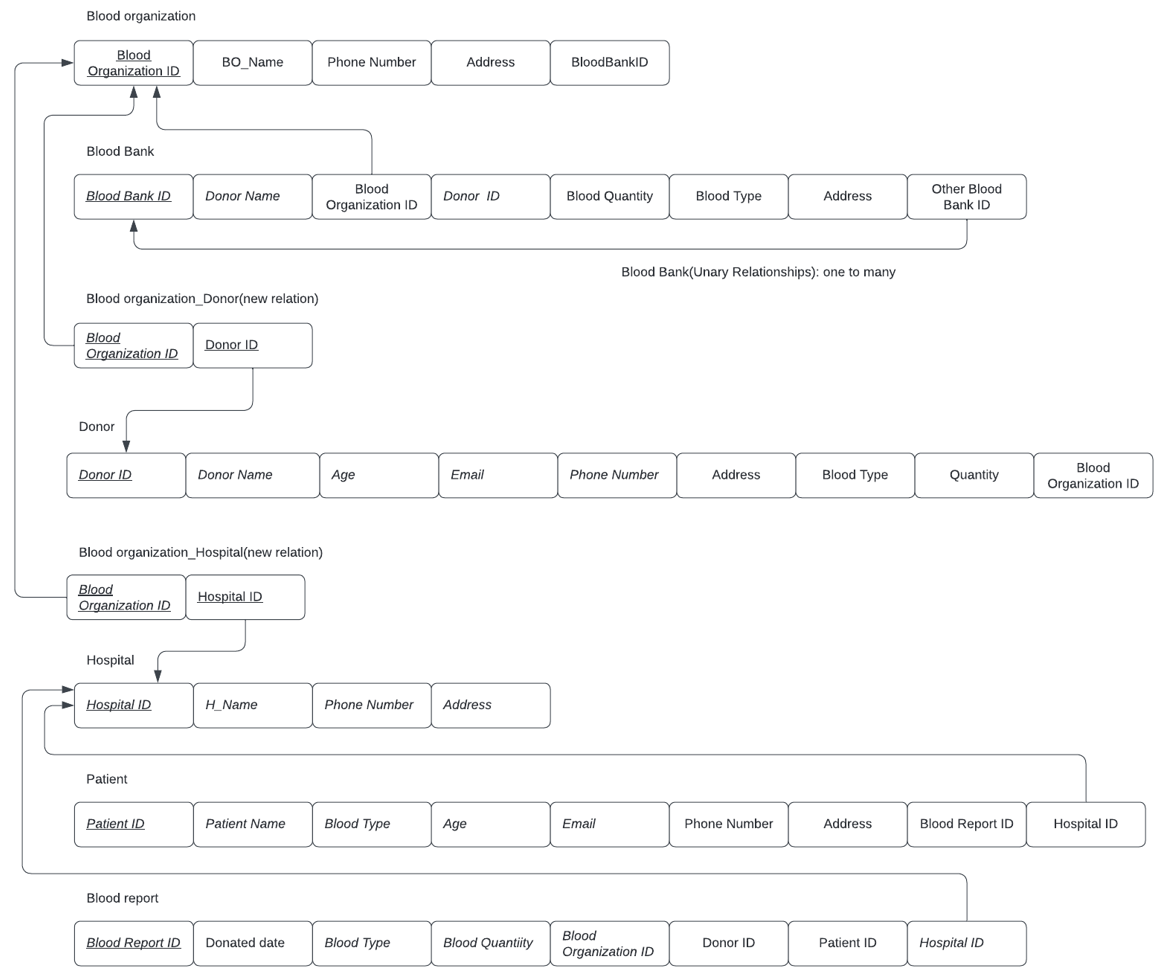 Blood organization
Blood
Organization ID
BO_Name
Phone Number
Address
BloodBankID
Blood Bank
Blood Bank ID
Donor Name
Blood
Organization ID
Donor ID
Blood Quantity
Blood Type
Address
Other Blood
Bank ID
Blood Bank(Unary Relationships): one to many
Blood organization_Donor(new relation)
Blood
Organization ID
Donor ID
Donor
Donor ID
Donor Name
Age
Email
Phone Number
Address
Blood Type
Quantity
Blood
Organization ID
Blood organization_Hospital(new relation)
Blood
Organization ID
Hospital ID
Hospital
Hospital ID
H_Name
Phone Number
Address
Patient
Patient ID
Patient Name
Blood Type
Age
Email
Phone Number
Address
Blood Report ID
Hospital ID
Blood report
Blood Report ID
Donated date
Blood Type
Blood Quantiity
Blood
Organization ID
Donor ID
Patient ID
Hospital ID